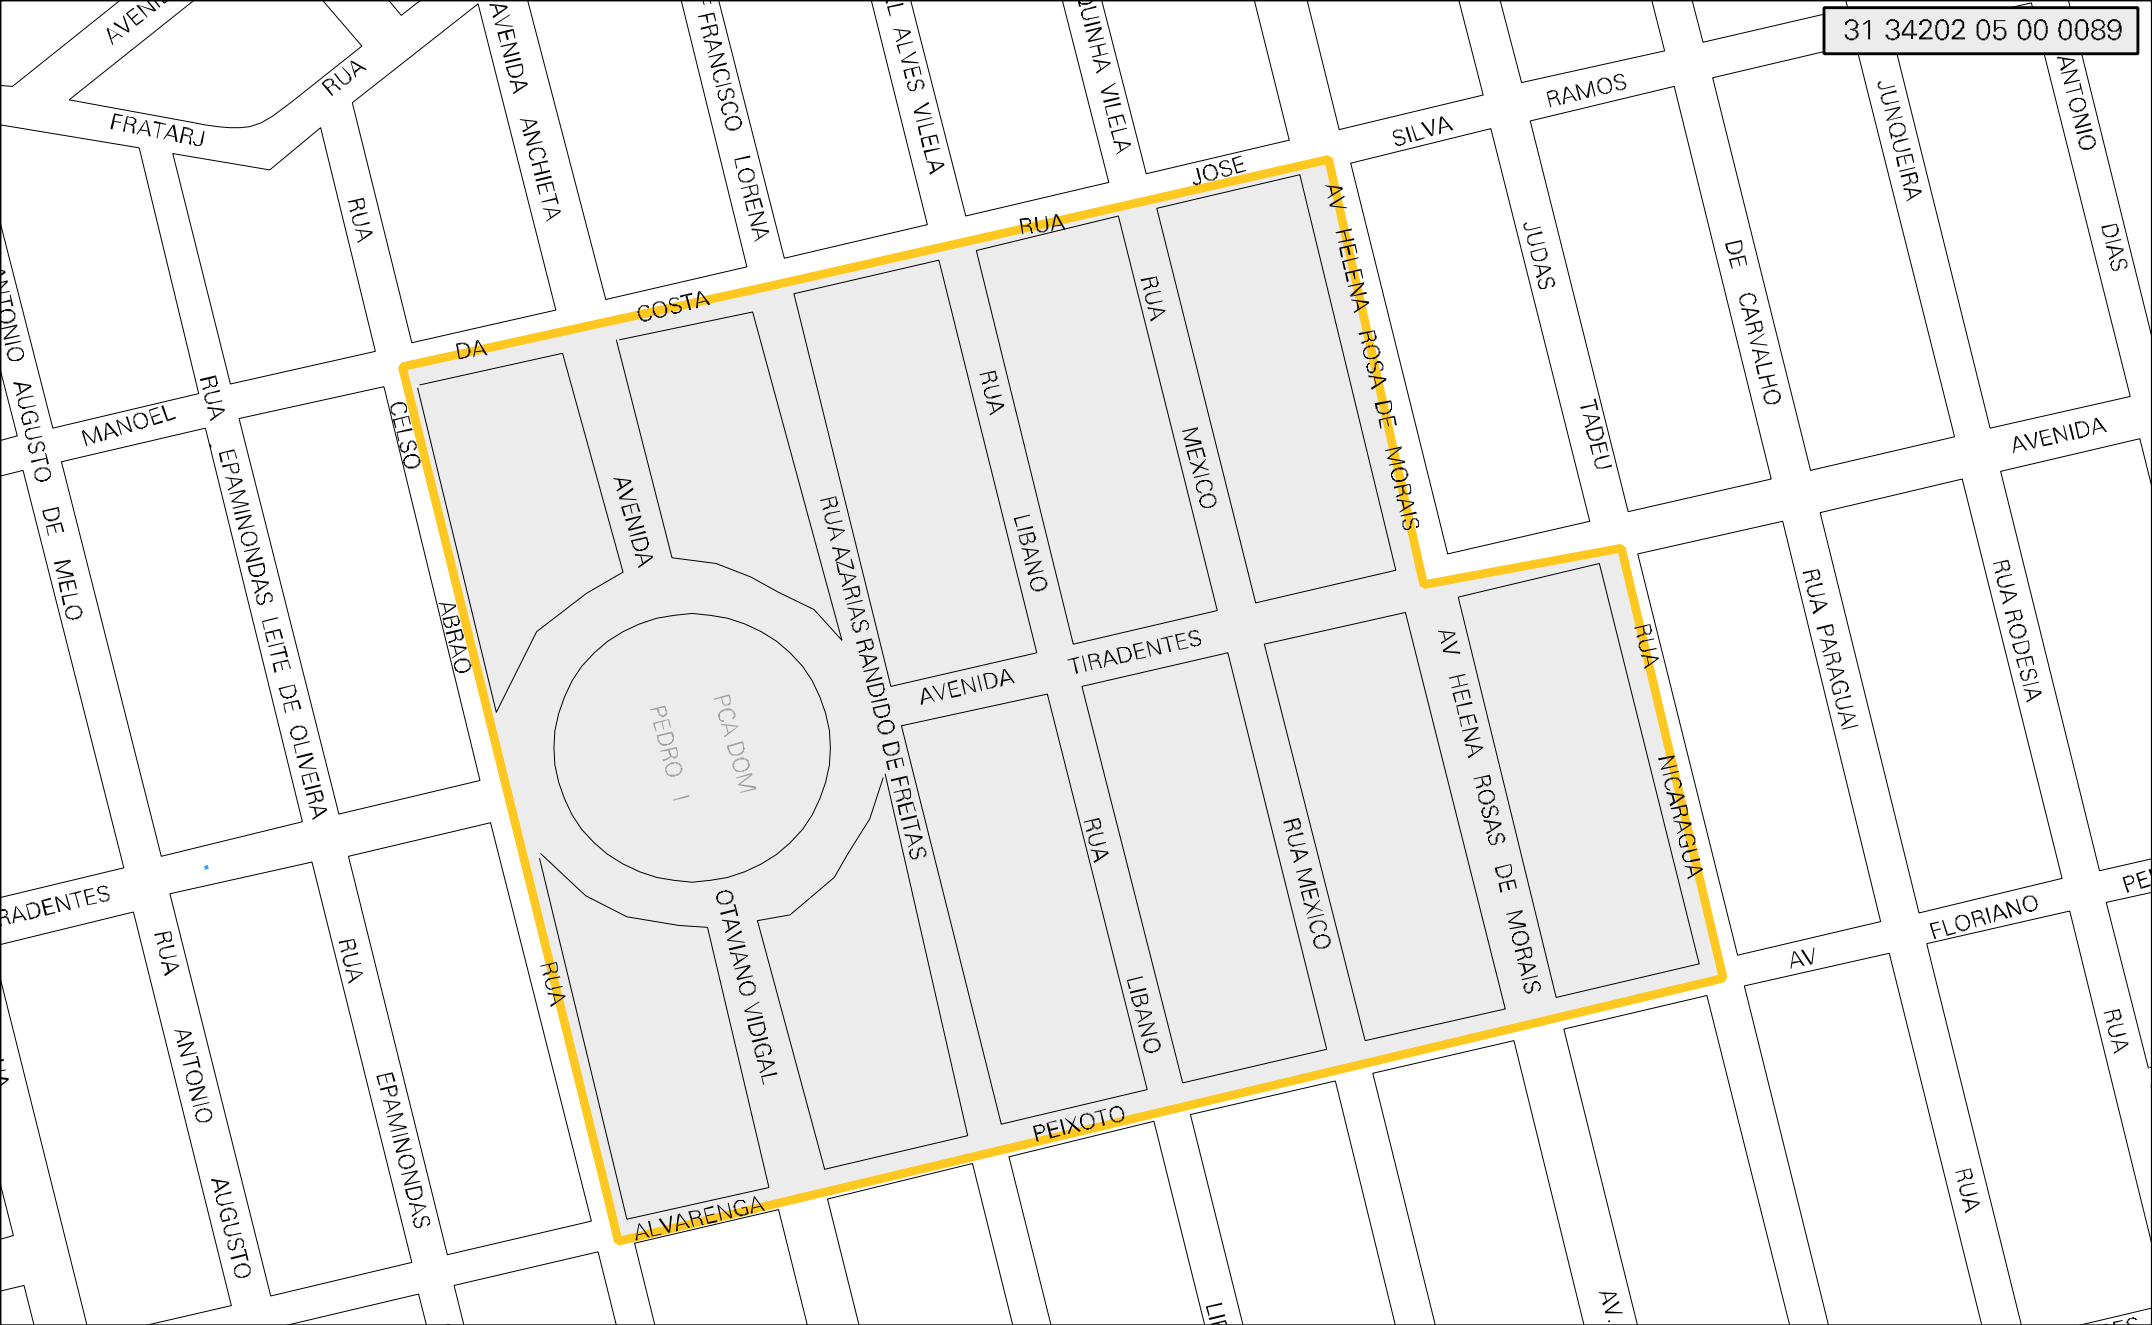 31 34202 05 00 0089
RUA
FRATARJ
AVENIDA ANCHIETA
FRANCISCO LORENA
ALVES VILELA
QUINHA VILELA
RAMOS
SILVA
JOSE
RUA
COSTA
DA
MANOEL
JUNQUEIRA
ANTONIO DIAS
RUA
CELSO
ABRAO
RUA
AV HELENA ROSA DE MORAIS
JUDAS
TADEU
DE CARVALHO
AVENIDA
ANTONIO AUGUSTO DE MELO
RUA EPAMINONDAS LEITE DE OLIVEIRA
AVENIDA
RUA AZARIAS RANDIDO DE FREITAS
RUA
LIBANO
RUA
MEXICO
AVENIDA
TIRADENTES
PCA DOM
PEDRO I
OTAVIANO VIDIGAL
RUA
LIBANO
RUA MEXICO
AV HELENA ROSAS DE MORAIS
RUA
NICARAGUA
RUA PARAGUAI
RUA RODESIA
RADENTES
AV
FLORIANO
PEIXOTO
ALVARENGA
RUA
ANTONIO
AUGUSTO
RUA
EPAMINONDAS
RUA
RUA
AV.